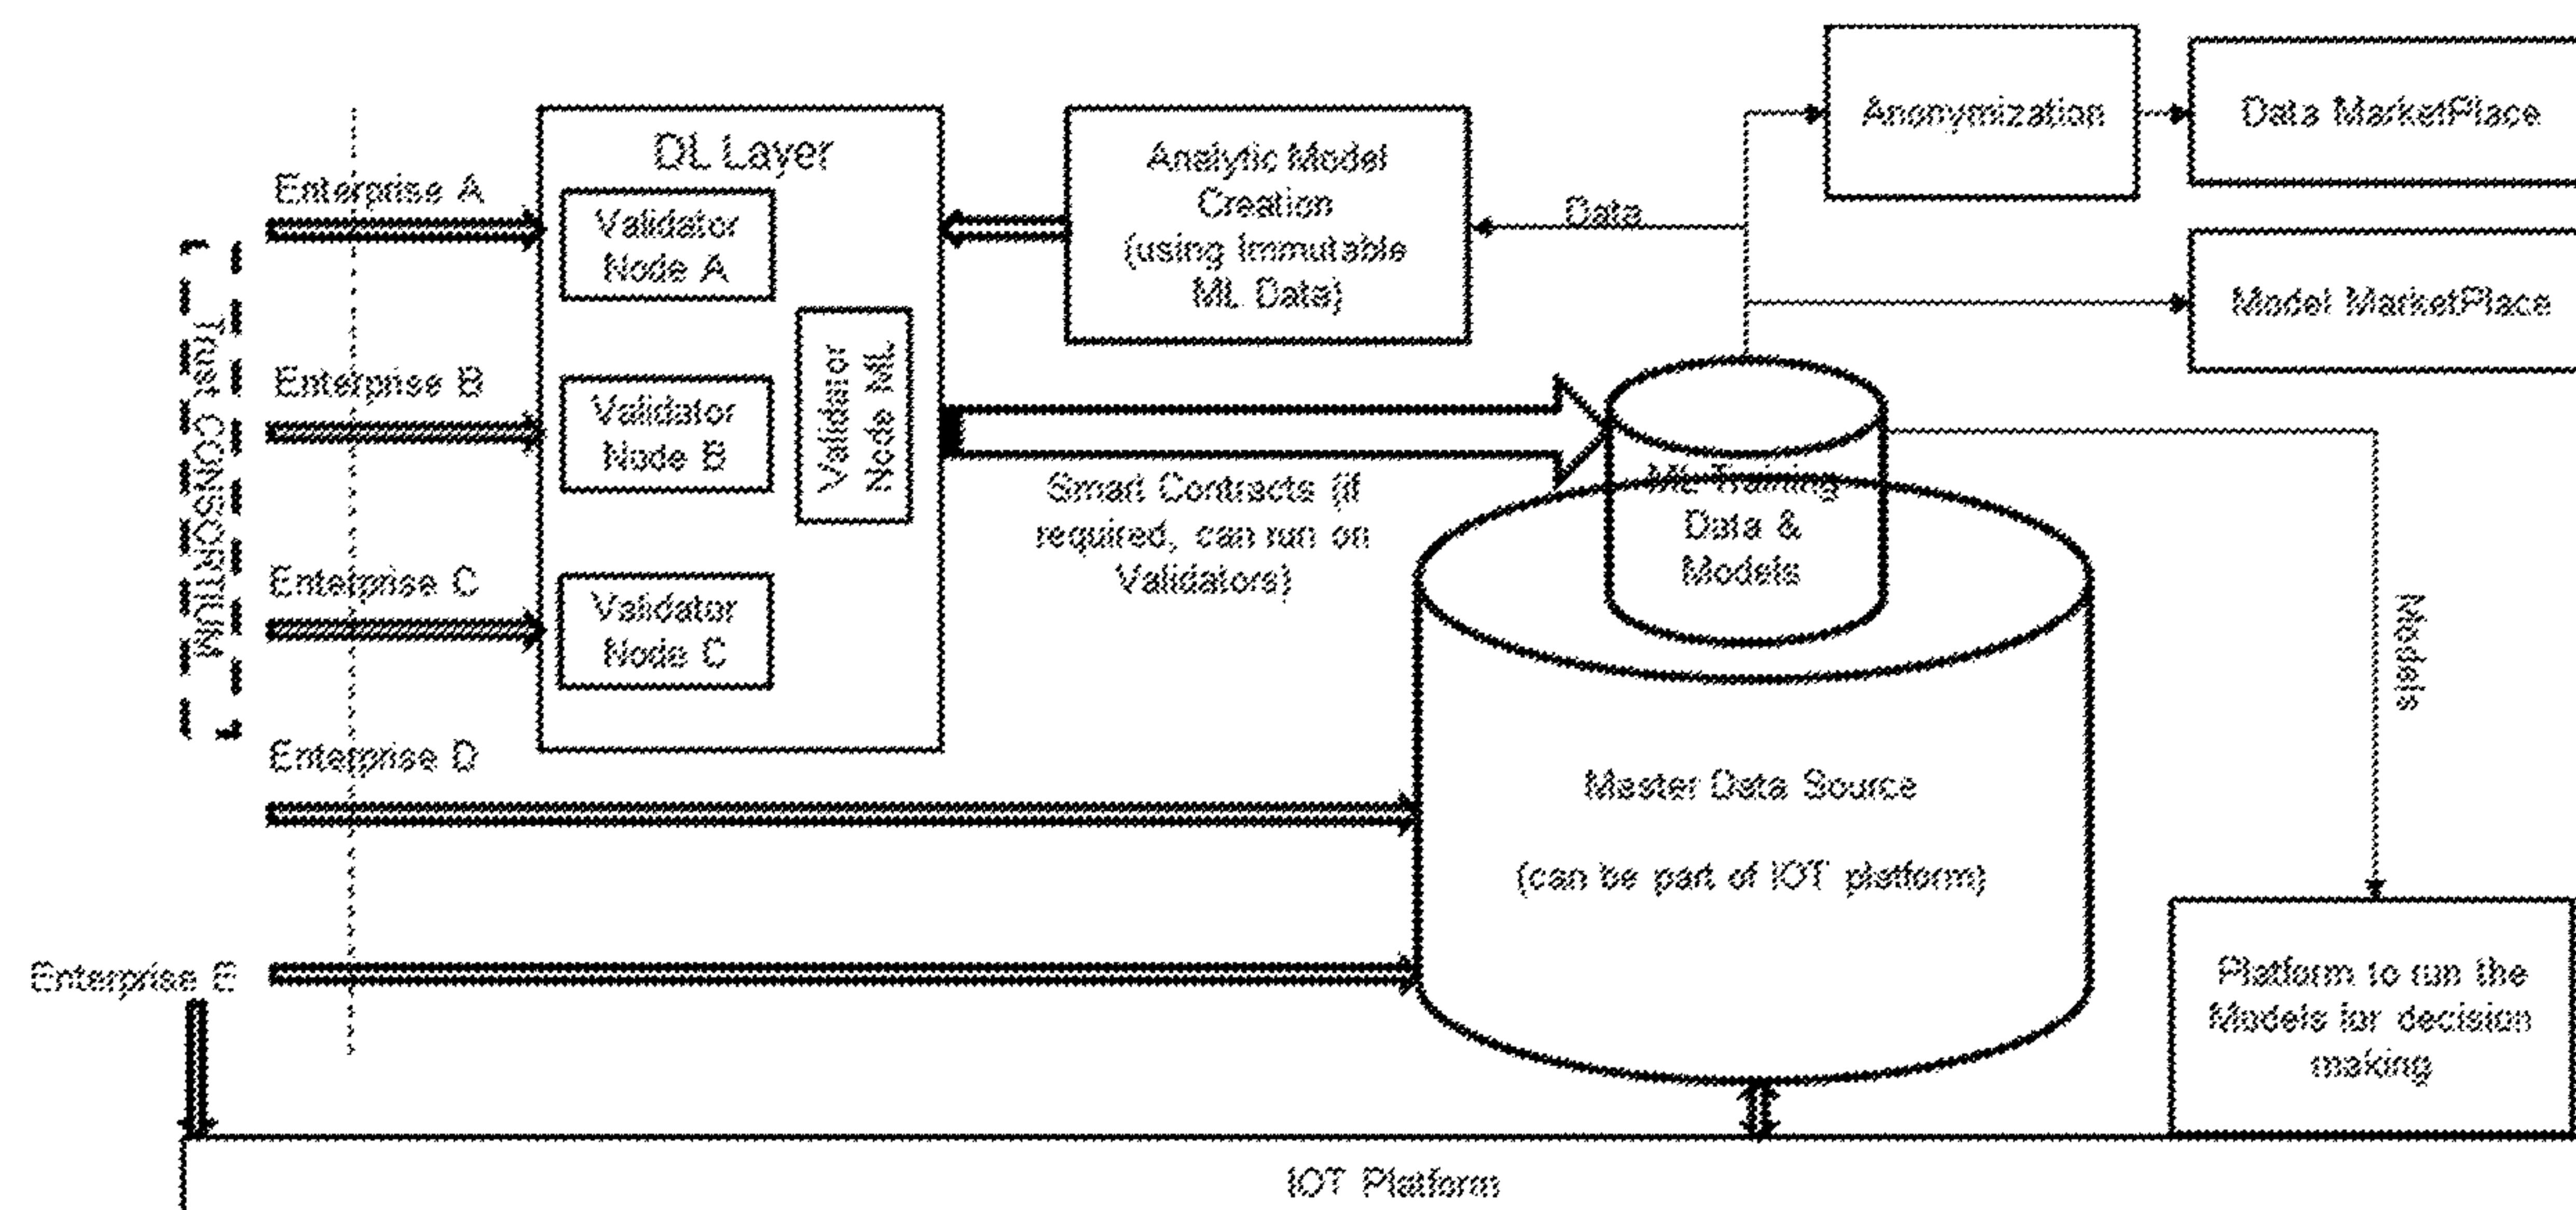 Anonymization
Data MarketPlace
DL Layer
Analytic Model
Creation
(using Immutable
ML Data)
Enterprise A
Validator
Node A
Data
Model MarketPlace
Trust CONSORTIUM
Enterprise B
Validator
Node B
Validator
Node ML
Smart Contracts (if
required, can run on
Validators)
ML Training
Data &
Models
Enterprise C
Validator
Node C
Models
Enterprise D
Master Data Source
(can be part of IOT platform)
Enterprise E
Platform to run the
Models for decision
making
IOT Platform